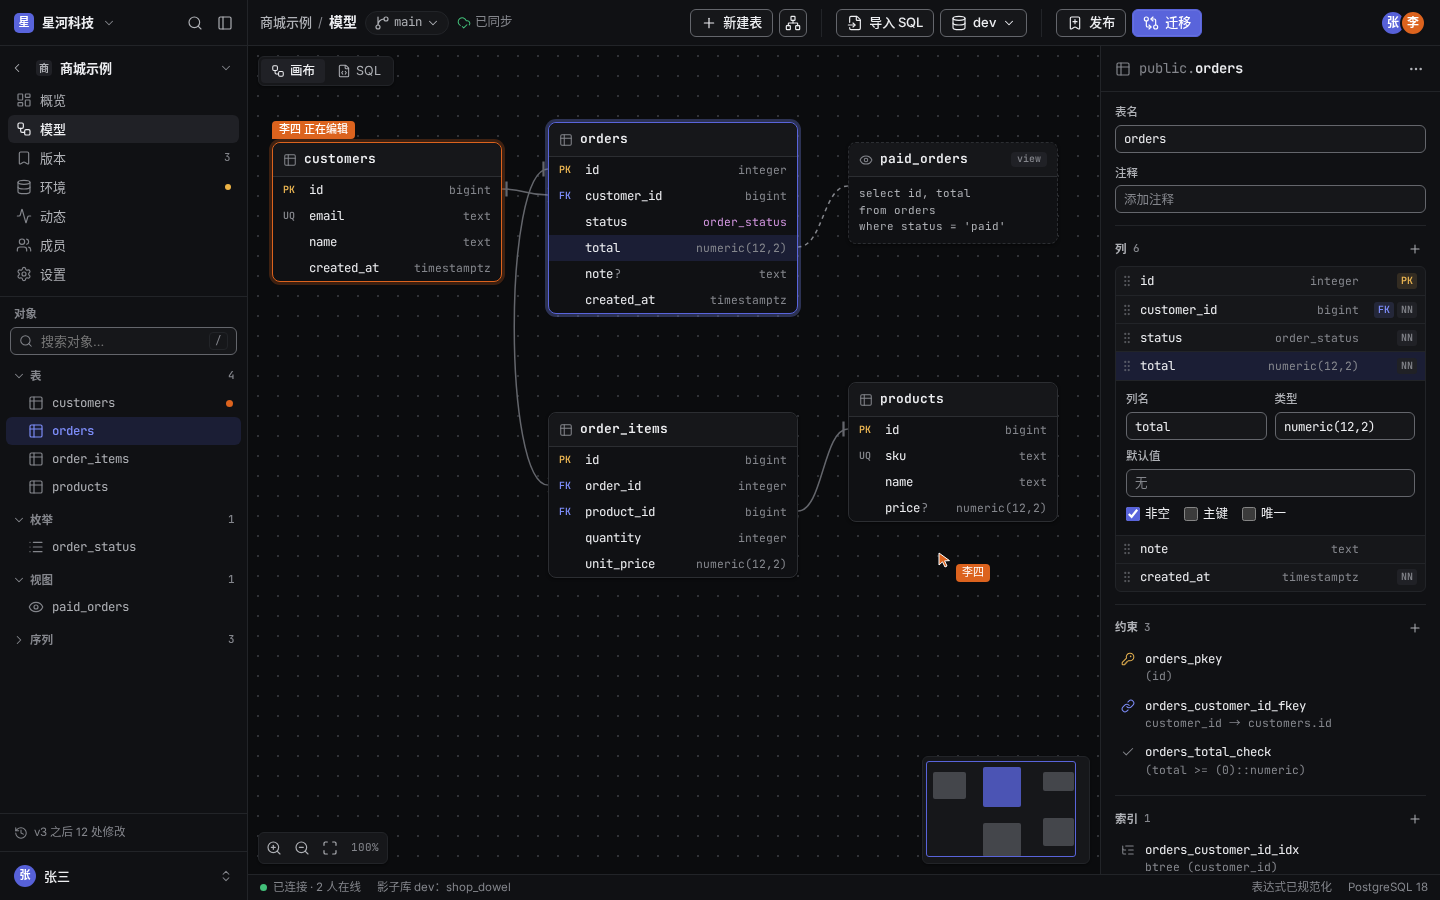 星 星河科技
商城示例 / 模型 main 已同步
新建表 导入 SQL dev 发布 迁移
张 李
商 商城示例
概览
模型
版本 3
环境
动态
成员
设置
对象
搜索对象... /
表 4
customers
orders
order_items
products
枚举 1
order_status
视图 1
paid_orders
序列 3
v3 之后 12 处修改
张 张三
画布 SQL
李四 正在编辑
customers
PK id bigint
UQ email text
name text
created_at timestamptz
orders
PK id integer
FK customer_id bigint
status order_status
total numeric(12,2)
note? text
created_at timestamptz
paid_orders view
select id, total
from orders
where status = 'paid'
order_items
PK id bigint
FK order_id integer
FK product_id bigint
quantity integer
unit_price numeric(12,2)
products
PK id bigint
UQ sku text
name text
price? numeric(12,2)
李四
100%
public.orders
表名
orders
注释
添加注释
列 6
id integer PK
customer_id bigint FK NN
status order_status NN
total numeric(12,2) NN
列名 类型
total numeric(12,2)
默认值
无
非空 主键 唯一
note text
created_at timestamptz NN
约束 3
orders_pkey
(id)
orders_customer_id_fkey
customer_id → customers.id
orders_total_check
(total >= (0)::numeric)
索引 1
orders_customer_id_idx
btree (customer_id)
已连接 · 2 人在线 影子库 dev: shop_dowel
表达式已规范化 PostgreSQL 18